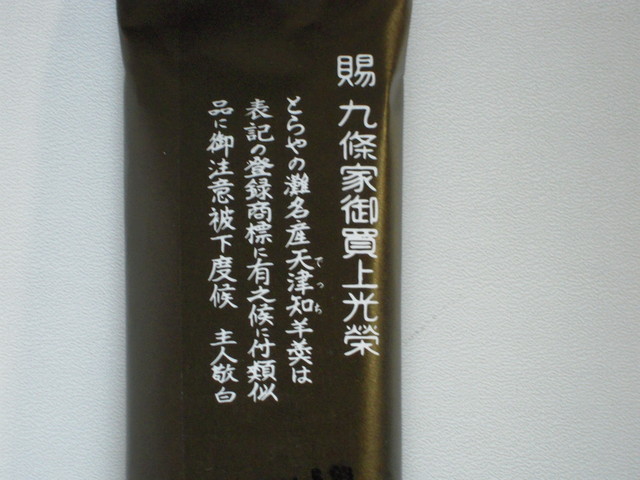 賜九條家御買上光榮
とらやの灘名産天津知羊羹は
表記の登録商標に有之候に付類似
品に御注意被下度候　主人敬白